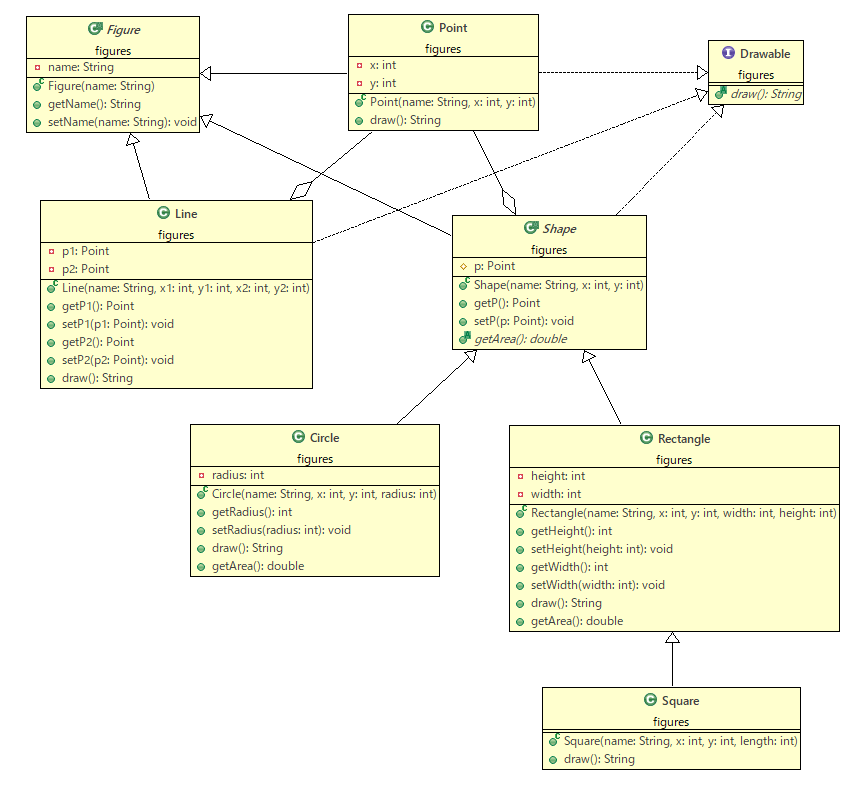 Figure
figures
name: String
Figure(name: String)
getName(): String
setName(name: String): void
Point
figures
x: int
y: int
Point(name: String, x: int, y: int)
draw(): String
Drawable
figures
draw(): String
Line
figures
p1: Point
p2: Point
Line(name: String, x1: int, y1: int, x2: int, y2: int)
getP1(): Point
setP1(p1: Point): void
getP2(): Point
setP2(p2: Point): void
draw(): String
Shape
figures
p: Point
Shape(name: String, x: int, y: int)
getP(): Point
setP(p: Point): void
getArea(): double
Circle
figures
radius: int
Circle(name: String, x: int, y: int, radius: int)
getRadius(): int
setRadius(radius: int): void
draw(): String
getArea(): double
Rectangle
figures
height: int
width: int
Rectangle(name: String, x: int, y: int, width: int, height: int)
getHeight(): int
setHeight(height: int): void
getWidth(): int
setWidth(width: int): void
draw(): String
getArea(): double
Square
figures
Square(name: String, x: int, y: int, length: int)
draw(): String